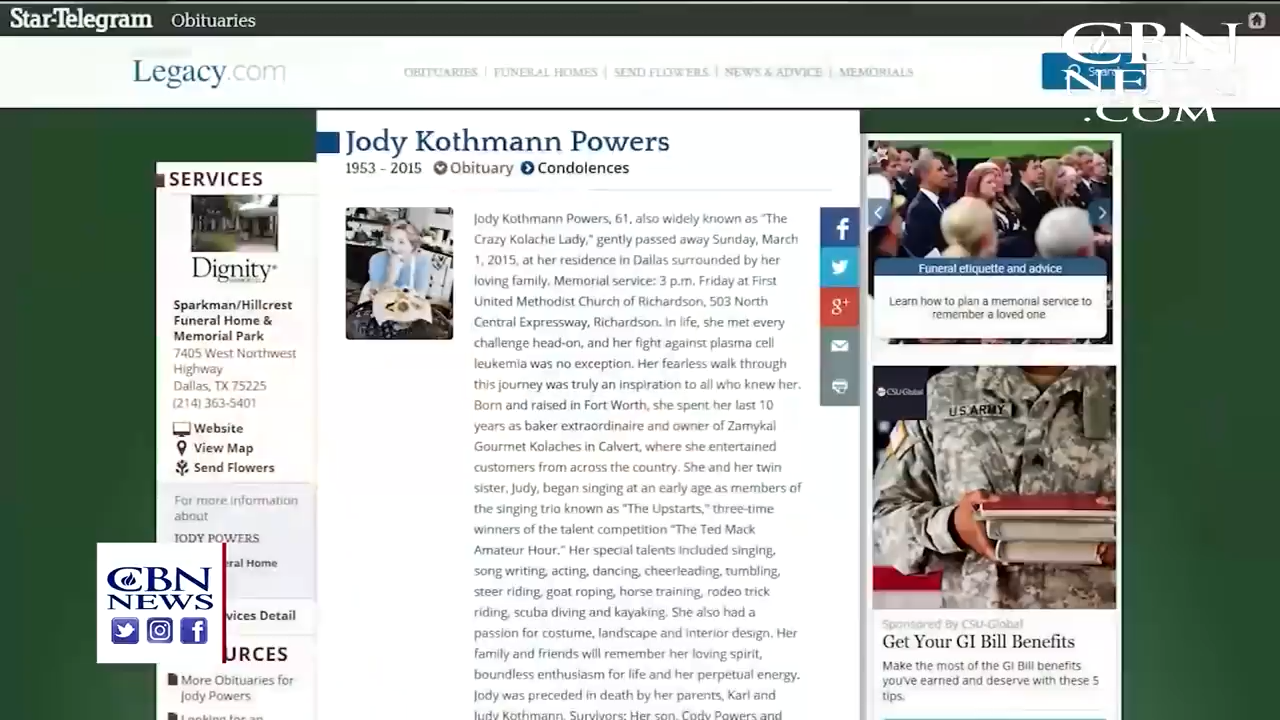 Star-Telegram Obituaries
CBN
NEWS
.COM
Legacy.com
OBITUARIES | FUNERAL HOMES | SEND FLOWERS | NEWS & ADVICE | MEMORIALS
Jody Kothmann Powers
1953 - 2015 Obituary Condolences
SERVICES
Dignity
Sparkman/Hillcrest
Funeral Home &
Memorial Park
7405 West Northwest
Highway
Dallas, TX 75225
(214) 363-5401
Website
View Map
Send Flowers
For more information
about
JODY POWERS
eral Home
vices Detail
CBN
NEWS
URCES
More Obituaries for
Jody Powers
Looking for an
Jody Kothmann Powers, 61, also widely known as "The
Crazy Kolache Lady," gently passed away Sunday, March
1, 2015, at her residence in Dallas surrounded by her
loving family. Memorial service: 3 p.m. Friday at First
United Methodist Church of Richardson, 503 North
Central Expressway, Richardson. In life, she met every
challenge head-on, and her fight against plasma cell
leukemia was no exception. Her fearless walk through
this journey was truly an inspiration to all who knew her.
Born and raised in Fort Worth, she spent her last 10
years as baker extraordinaire and owner of Zamykal
Gourmet Kolaches in Calvert, where she entertained
customers from across the country. She and her twin
sister, Judy, began singing at an early age as members of
the singing trio known as "The Upstarts," three-time
winners of the talent competition "The Ted Mack
Amateur Hour." Her special talents included singing,
song writing, acting, dancing, cheerleading, tumbling,
steer riding, goat roping, horse training, rodeo trick
riding, scuba diving and kayaking. She also had a
passion for costume, landscape and interior design. Her
family and friends will remember her loving spirit,
boundless enthusiasm for life and her perpetual energy.
Jody was preceded in death by her parents, Karl and
Judy Kothmann. Survivors: Her son, Cody Powers and
Funeral etiquette and advice
Learn how to plan a memorial service to
remember a loved one
CSU-Global
U.S. ARMY
Sponsored By CSU-Global
Get Your GI Bill Benefits
Make the most of the GI Bill benefits
you've earned and deserve with these 5
tips.